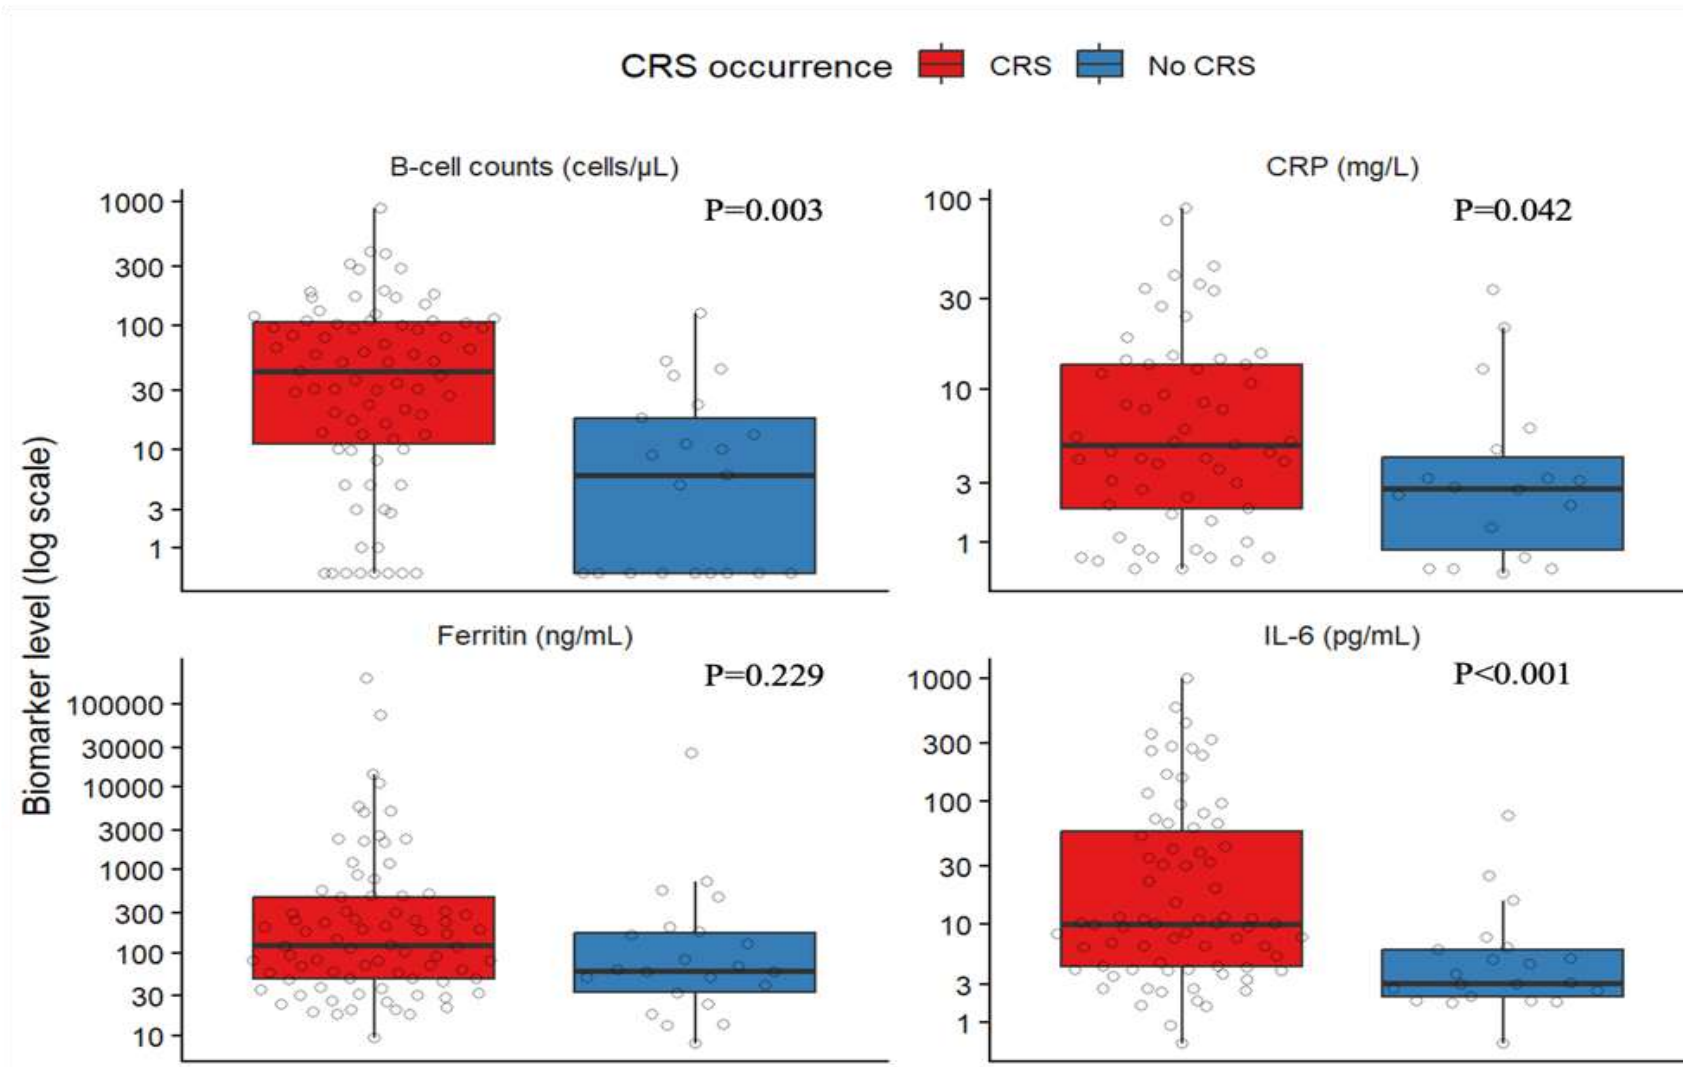 CRS occurrence CRS No CRS
Biomarker level (log scale)
B-cell counts (cells/µL)
P=0.003
1000
300
100
30
10
3
1
CRP (mg/L)
P=0.042
100
30
10
3
1
Ferritin (ng/mL)
P=0.229
100000
30000
10000
3000
1000
300
100
30
10
IL-6 (pg/mL)
P<0.001
1000
300
100
30
10
3
1